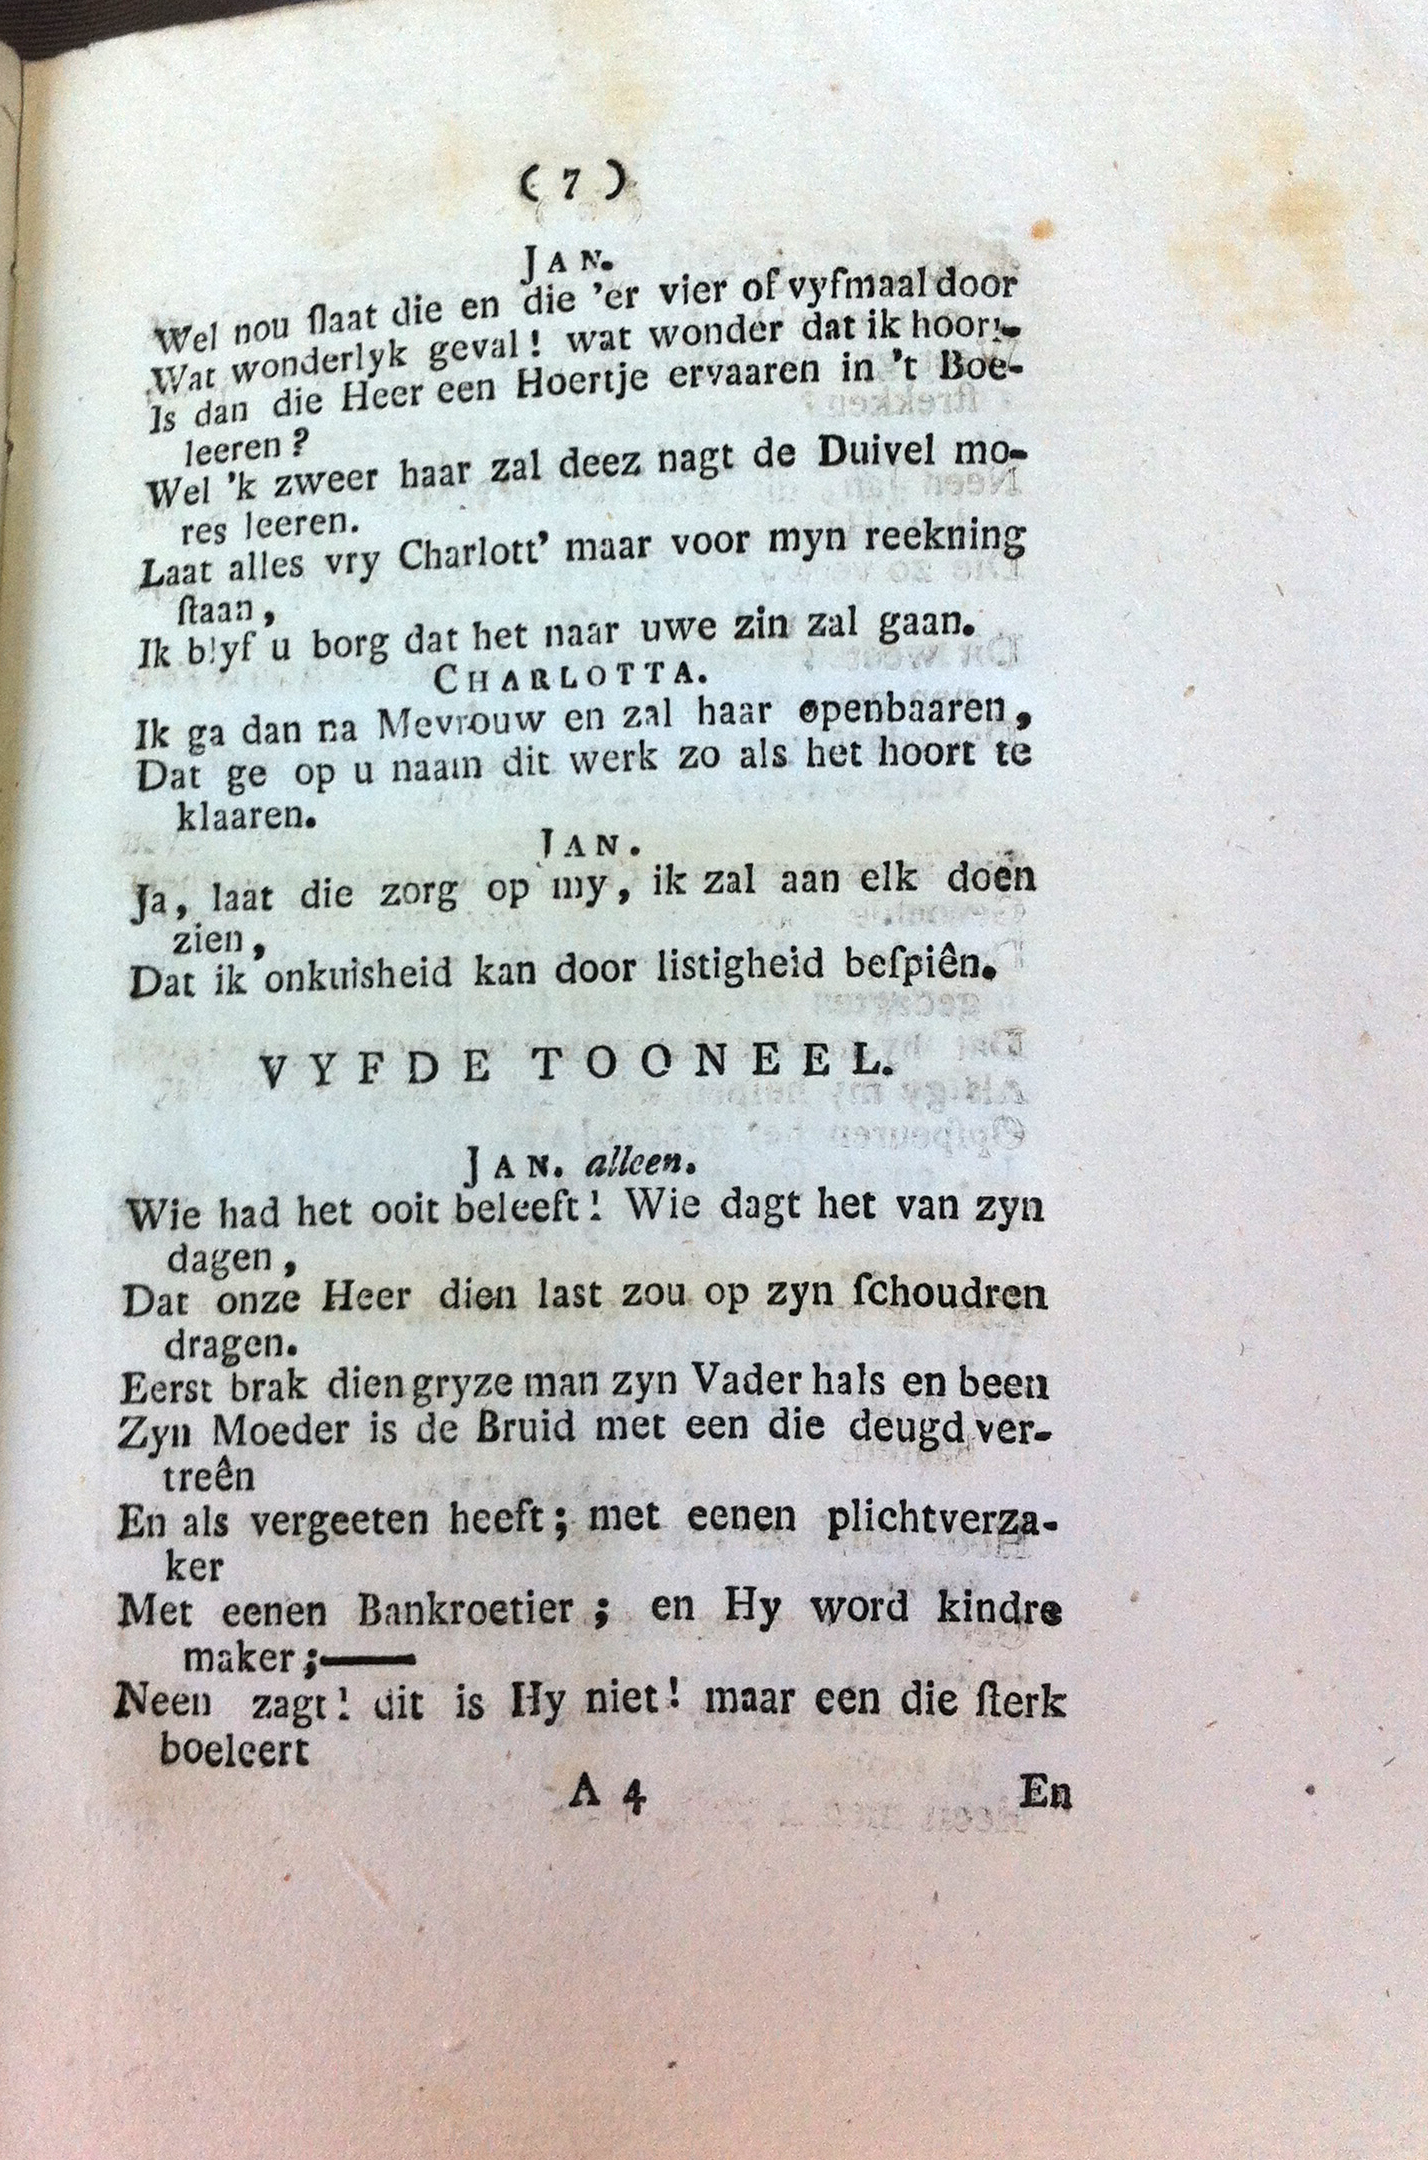 ( 7 )
JAN.
Wel nou ſlaat die en die 'er vier of vyfmaal door
Wat wonderlyk geval! wat wonder dat ik hoor!
Is dan die Heer een Hoertje ervaaren in 't Boe-
leeren?
Wel 'k zweer haar zal deez nagt de Duivel mo-
res leeren.
Laat alles vry Charlott' maar voor myn reekning
ſtaan,
Ik blyf u borg dat het naar uwe zin zal gaan.
CHARLOTTA.
Ik ga dan na Mevrouw en zal haar openbaaren,
Dat ge op u naam dit werk zo als het hoort te
klaaren.
JAN.
Ja, laat die zorg op my, ik zal aan elk doen
zien,
Dat ik onkuisheid kan door listigheid beſpiên.
VYFDE TOONEEL.
JAN. alleen.
Wie had het ooit beleeft! Wie dagt het van zyn
dagen,
Dat onze Heer dien last zou op zyn ſchoudren
dragen.
Eerst brak dien gryze man zyn Vader hals en been
Zyn Moeder is de Bruid met een die deugd ver-
treên
En als vergeeten heeft; met eenen plichtverza-
ker
Met eenen Bankroetier; en Hy word kindre
maker;——
Neen zagt! dit is Hy niet! maar een die ſterk
boeleert
A 4 En